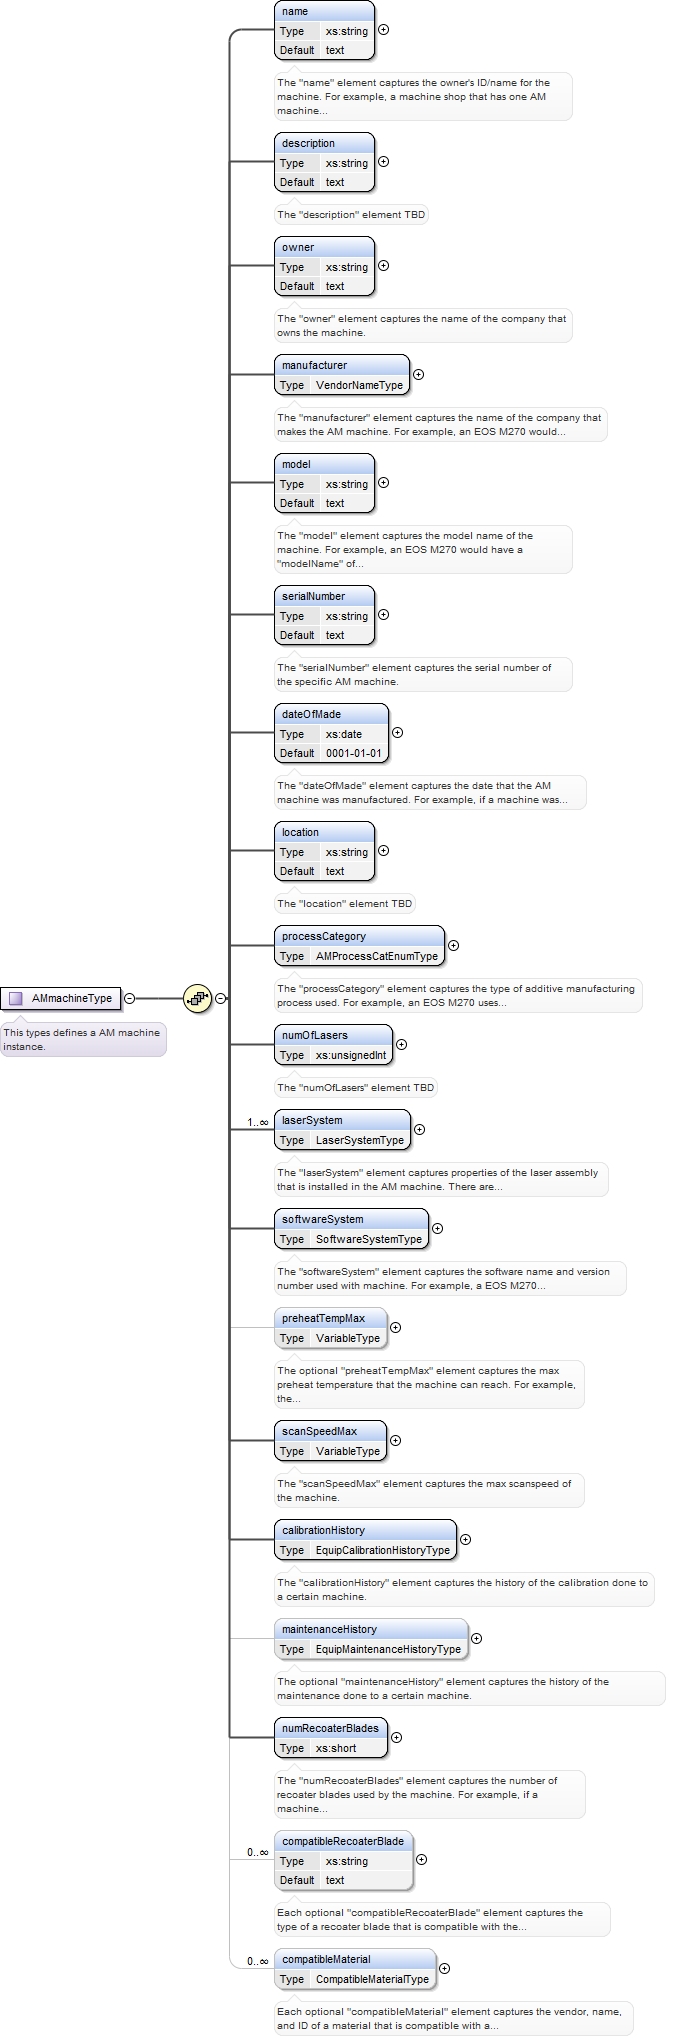 name
Type xs:string
Default text
The "name" element captures the owner's ID/name for the
machine. For example, a machine shop that has one AM
machine...
description
Type xs:string
Default text
The "description" element TBD
owner
Type xs:string
Default text
The "owner" element captures the name of the company that
owns the machine.
manufacturer
Type VendorNameType
The "manufacturer" element captures the name of the company that
makes the AM machine. For example, an EOS M270 would...
model
Type xs:string
Default text
The "model" element captures the model name of the
machine. For example, an EOS M270 would have a
"modelName" of...
serialNumber
Type xs:string
Default text
The "serialNumber" element captures the serial number of
the specific AM machine.
dateOfMade
Type xs:date
Default 0001-01-01
The "dateOfMade" element captures the date that the AM
machine was manufactured. For example, if a machine was...
location
Type xs:string
Default text
The "location" element TBD
processCategory
Type AMProcessCatEnumType
The "processCategory" element captures the type of additive manufacturing
process used. For example, an EOS M270 uses...
AMmachineType
This types defines a AM machine
instance.
numOfLasers
Type xs:unsignedInt
The "numOfLasers" element TBD
1..∞
laserSystem
Type LaserSystemType
The "laserSystem" element captures properties of the laser assembly
that is installed in the AM machine. There are...
softwareSystem
Type SoftwareSystemType
The "softwareSystem" element captures the software name and version
number used with machine. For example, a EOS M270...
preheatTempMax
Type VariableType
The optional "preheatTempMax" element captures the max
preheat temperature that the machine can reach. For example,
the...
scanSpeedMax
Type VariableType
The "scanSpeedMax" element captures the max scanspeed of
the machine.
calibrationHistory
Type EquipCalibrationHistoryType
The "calibrationHistory" element captures the history of the calibration done to
a certain machine.
maintenanceHistory
Type EquipMaintenanceHistoryType
The optional "maintenanceHistory" element captures the history of the
maintenance done to a certain machine.
numRecoaterBlades
Type xs:short
The "numRecoaterBlades" element captures the number of
recoater blades used by the machine. For example, if a
machine...
0..∞
compatibleRecoaterBlade
Type xs:string
Default text
Each optional "compatibleRecoaterBlade" element captures the
type of a recoater blade that is compatible with the...
0..∞
compatibleMaterial
Type CompatibleMaterialType
Each optional "compatibleMaterial" element captures the vendor, name,
and ID of a material that is compatible with a...